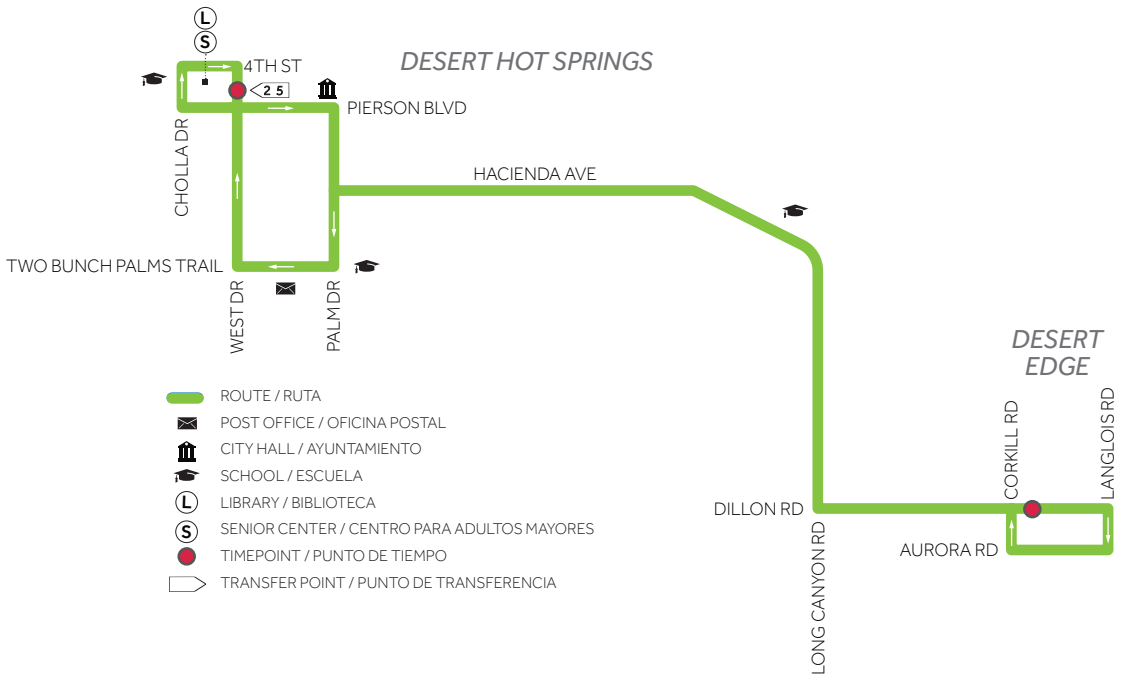 L
S
4TH ST
DESERT HOT SPRINGS
2 5
PIERSON BLVD
CHOLLA DR
HACIENDA AVE
TWO BUNCH PALMS TRAIL
WEST DR
PALM DR
DESERT
EDGE
ROUTE / RUTA
POST OFFICE / OFICINA POSTAL
CITY HALL / AYUNTAMIENTO
SCHOOL / ESCUELA
L LIBRARY / BIBLIOTECA
S SENIOR CENTER / CENTRO PARA ADULTOS MAYORES
TIMEPOINT / PUNTO DE TIEMPO
TRANSFER POINT / PUNTO DE TRANSFERENCIA
CORKILL RD
LANGLOIS RD
DILLON RD
AURORA RD
LONG CANYON RD